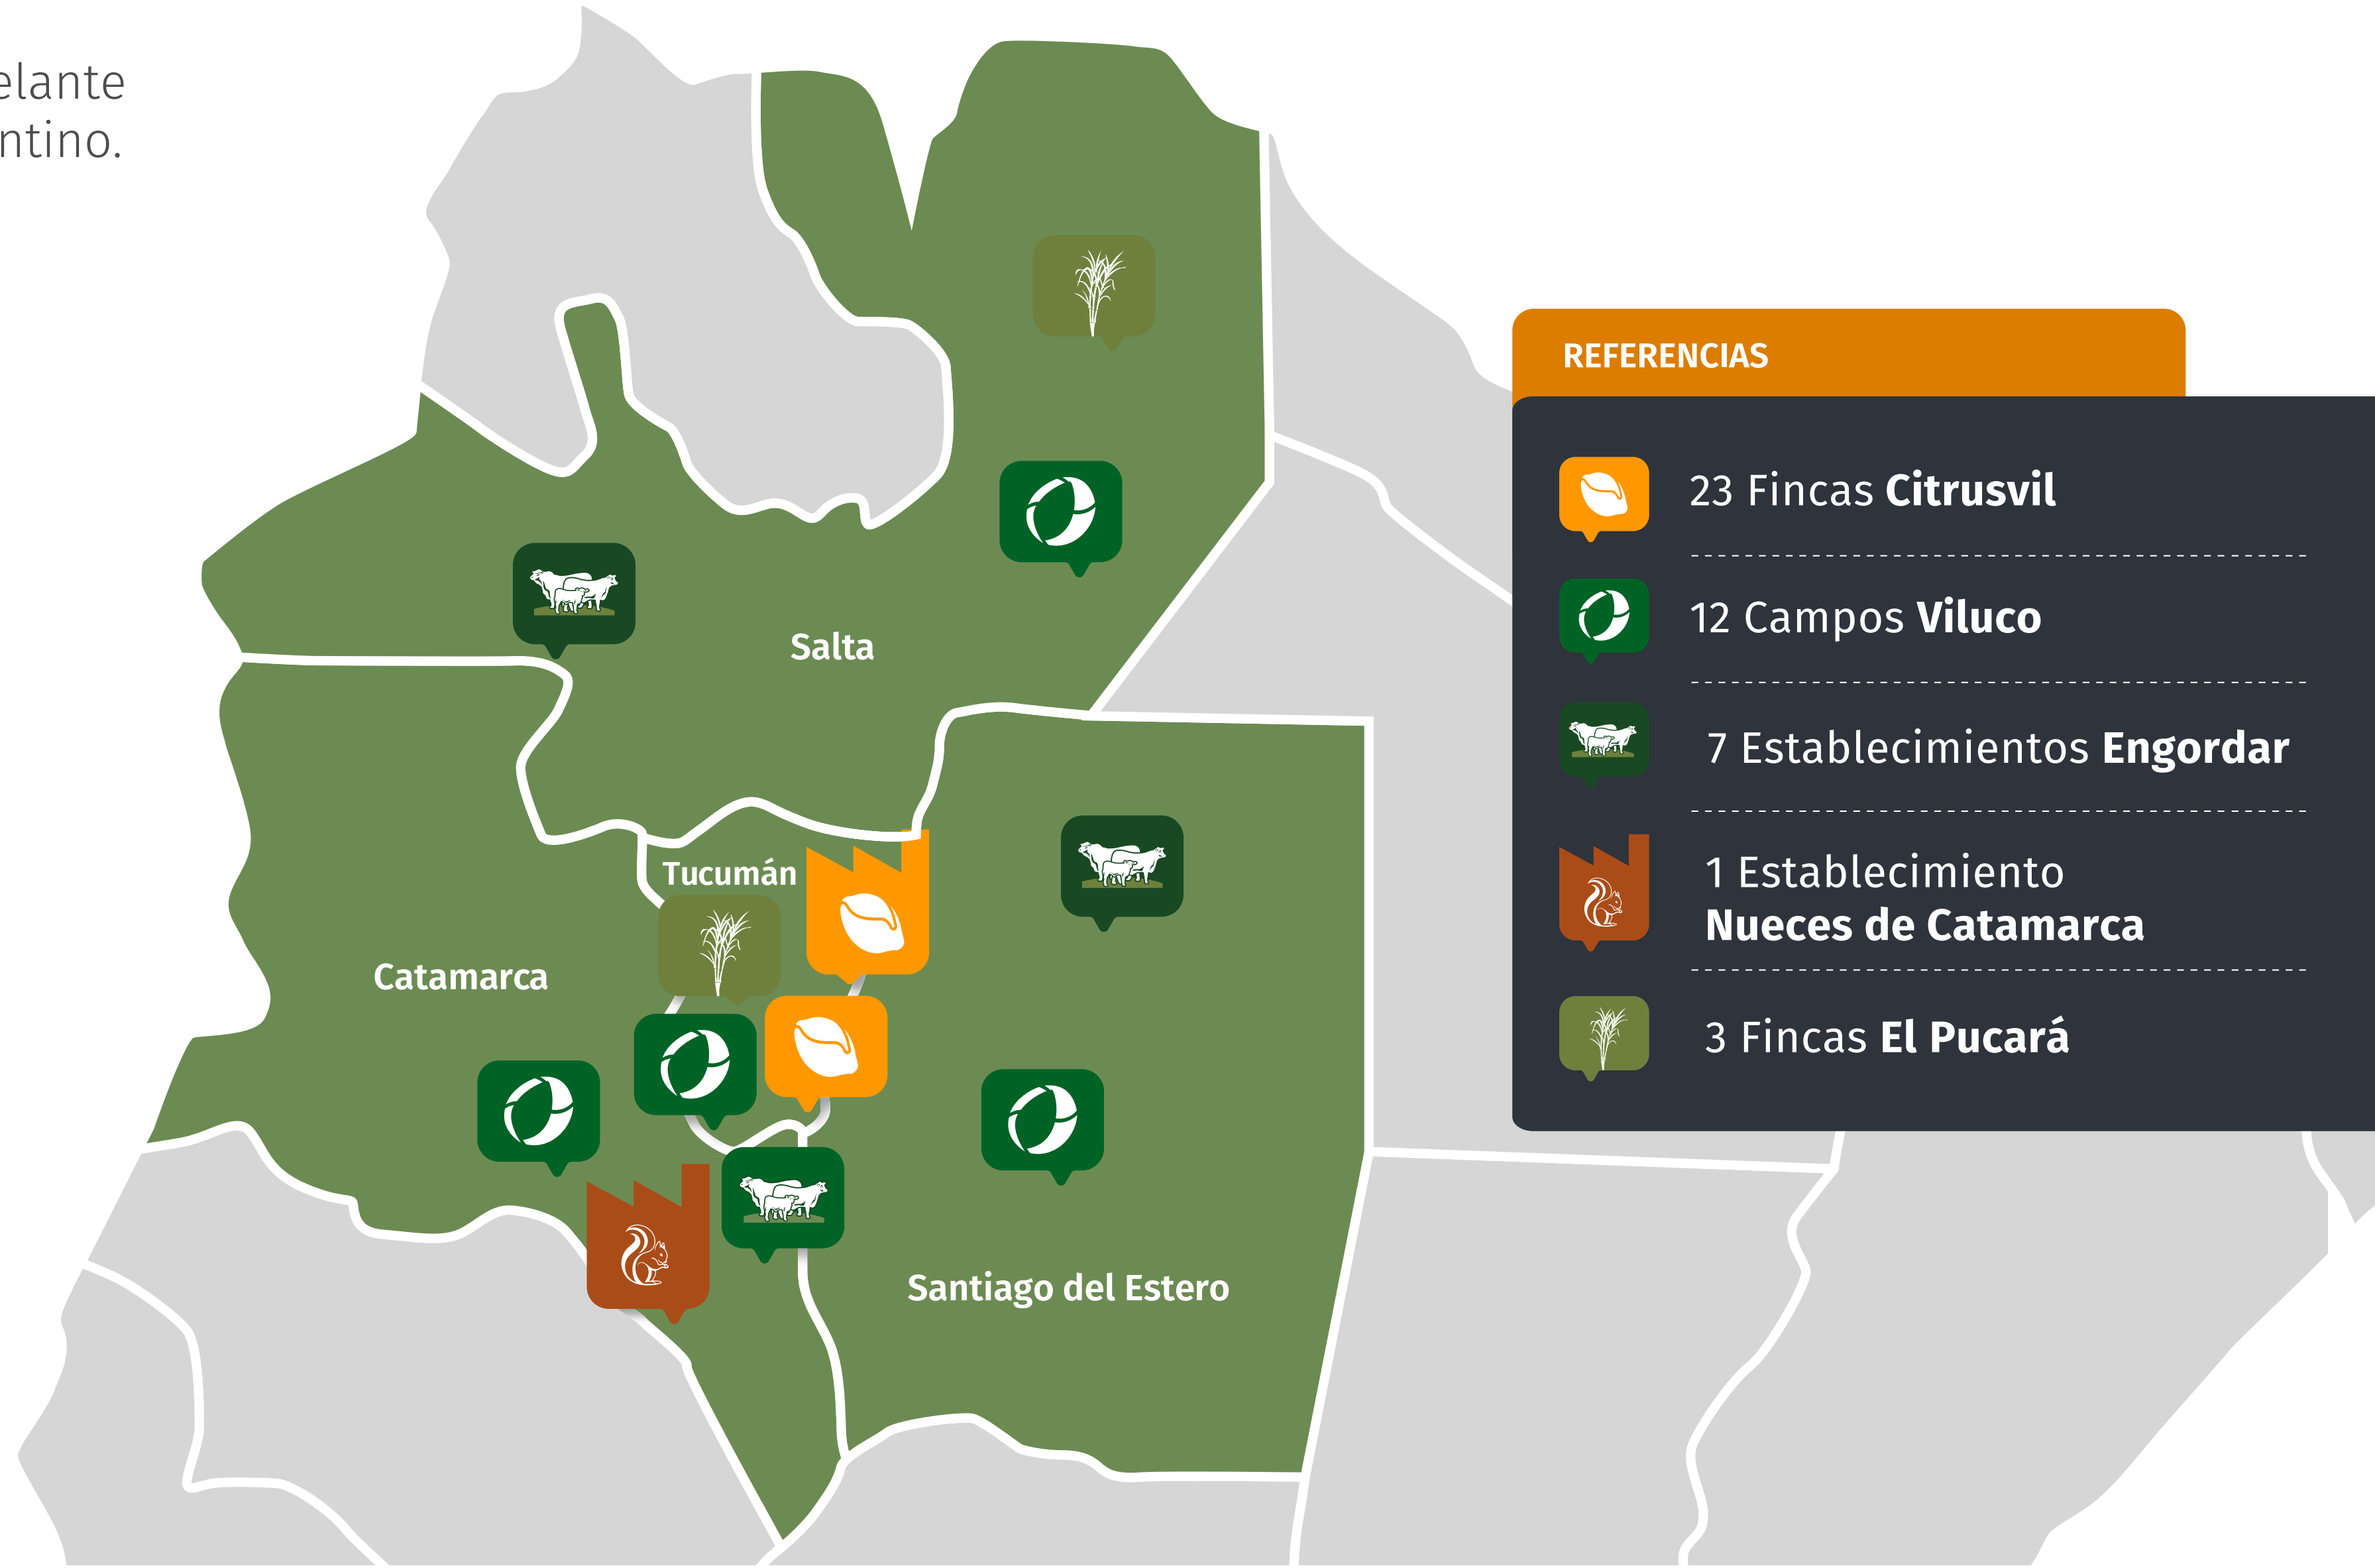 elante
ntino.
Salta
Tucumán
Catamarca
Santiago del Estero
REFERENCIAS
23 Fincas Citrusvil
12 Campos Viluco
7 Establecimientos Engordar
1 Establecimiento
Nueces de Catamarca
3 Fincas El Pucará